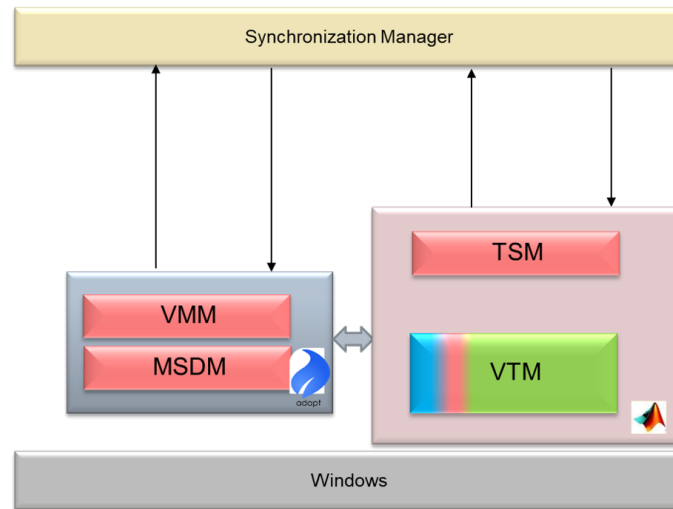 Synchronization Manager
TSM
VMM
MSDM
VTM
adopt
Windows